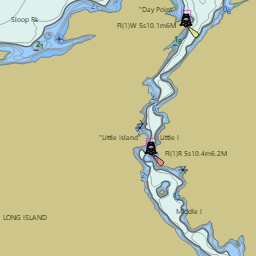 "Day Point"
Sloop Rk
Fl(1)W 5s10.1m6M
"Little Island"
Little I
Fl(1)R 5s10.4m6.2M
Middle I
LONG ISLAND